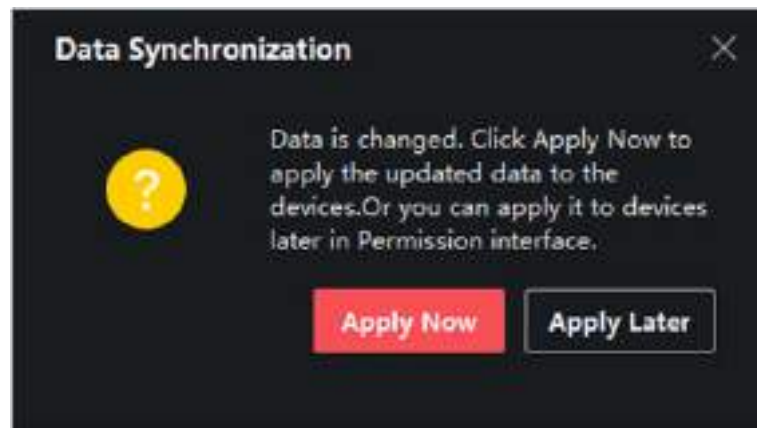 Data Synchronization
?
Data is changed. Click Apply Now to
apply the updated data to the
devices.Or you can apply it to devices
later in Permission interface.
Apply Now
Apply Later